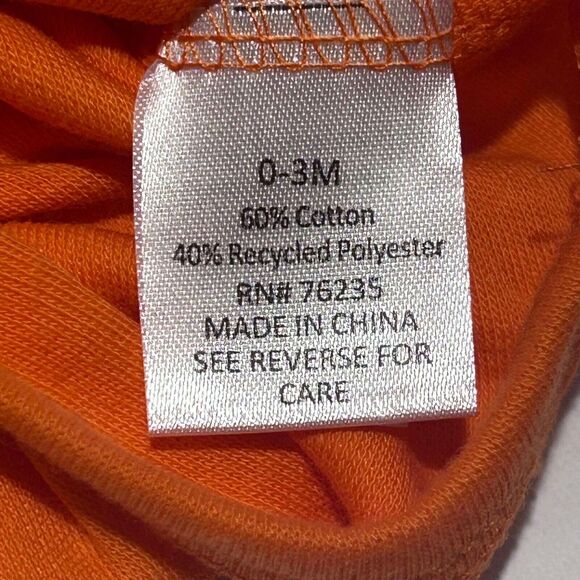 0-3M
60% Cotton
40% Recycled Polyester
RN# 76235
MADE IN CHINA
SEE REVERSE FOR
CARE